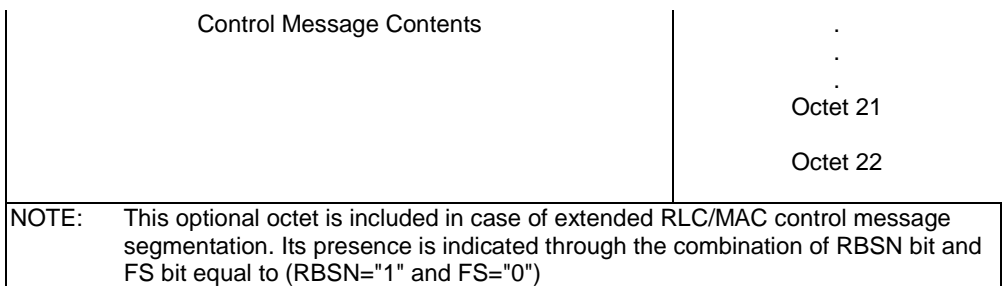 Control Message Contents .
.
.
Octet 21
Octet 22
NOTE: This optional octet is included in case of extended RLC/MAC control message
segmentation. Its presence is indicated through the combination of RBSN bit and
FS bit equal to (RBSN="1" and FS="0")